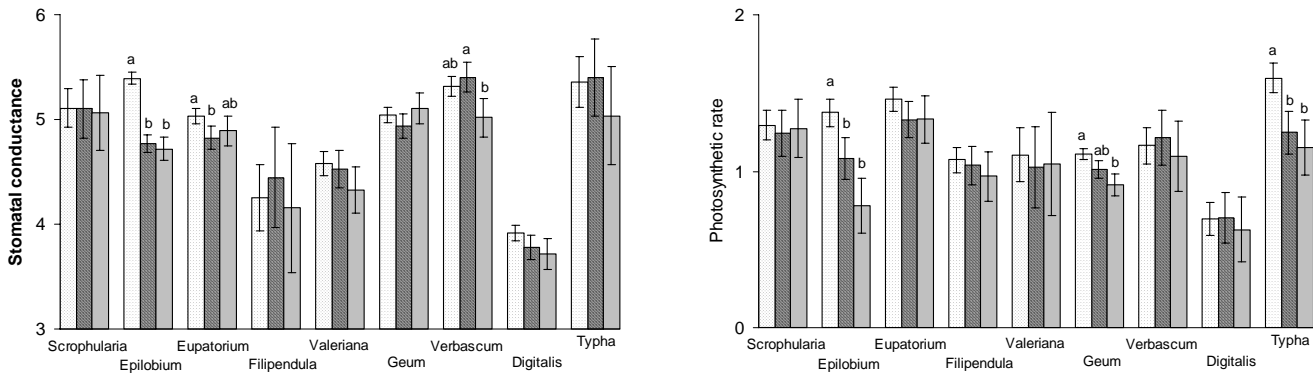 6
5
4
3
Stomatal conductance
a
b b
a
b
ab
ab
a
b
Scrophularia
Epilobium
Eupatorium
Filipendula
Valeriana
Geum
Verbascum
Digitalis
Typha
2
1
0
Photosynthetic rate
a
b
b
a
ab
b
a
b b
Scrophularia
Epilobium
Eupatorium
Filipendula
Valeriana
Geum
Verbascum
Digitalis
Typha